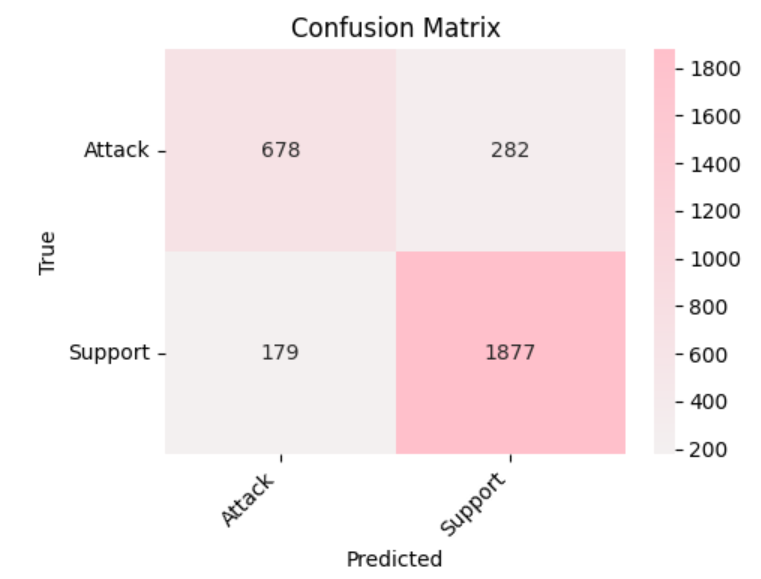 Confusion Matrix
1800
1600
Attack
678
282
1400
1200
True
1000
800
Support
179
1877
600
400
200
Attack
Support
Predicted